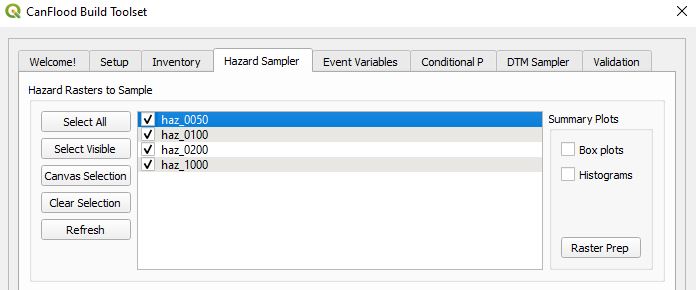 CanFlood Build Toolset
Welcome! Setup Inventory Hazard Sampler Event Variables Conditional P DTM Sampler Validation
Hazard Rasters to Sample
Select All
Select Visible
Canvas Selection
Clear Selection
Refresh
haz_0050
haz_0100
haz_0200
haz_1000
Summary Plots
Box plots
Histograms
Raster Prep